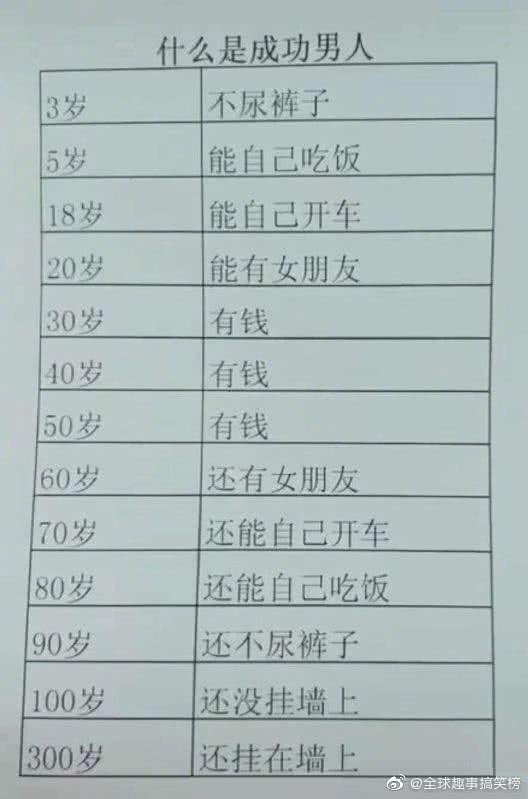 什么是成功男人
3岁 不尿裤子
5岁 能自己吃饭
18岁 能自己开车
20岁 能有女朋友
30岁 有钱
40岁 有钱
50岁 有钱
60岁 还有女朋友
70岁 还能自己开车
80岁 还能自己吃饭
90岁 还不尿裤子
100岁 还没挂墙上
300岁 还挂在墙上
@全球趣事搞笑榜